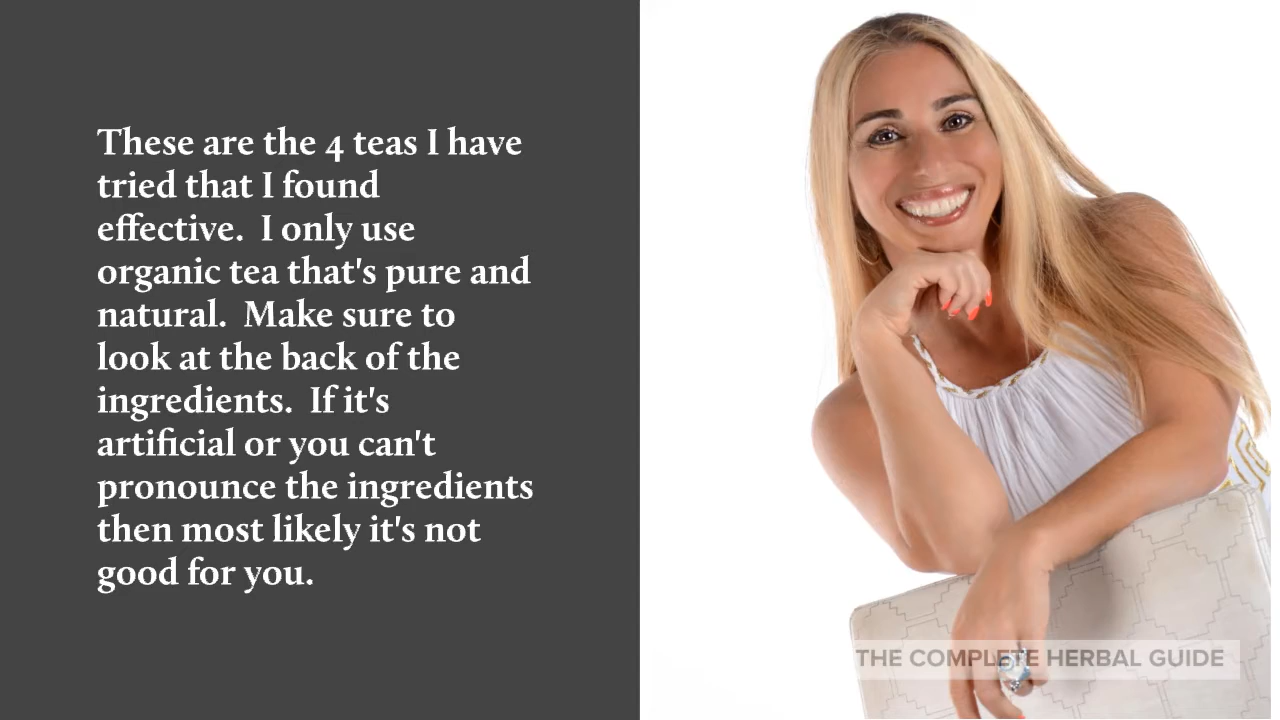 These are the 4 teas I have
tried that I found
effective.  I only use
organic tea that's pure and
natural.  Make sure to
look at the back of the
ingredients.  If it's
artificial or you can't
pronounce the ingredients
then most likely it's not
good for you.
THE COMPLETE HERBAL GUIDE